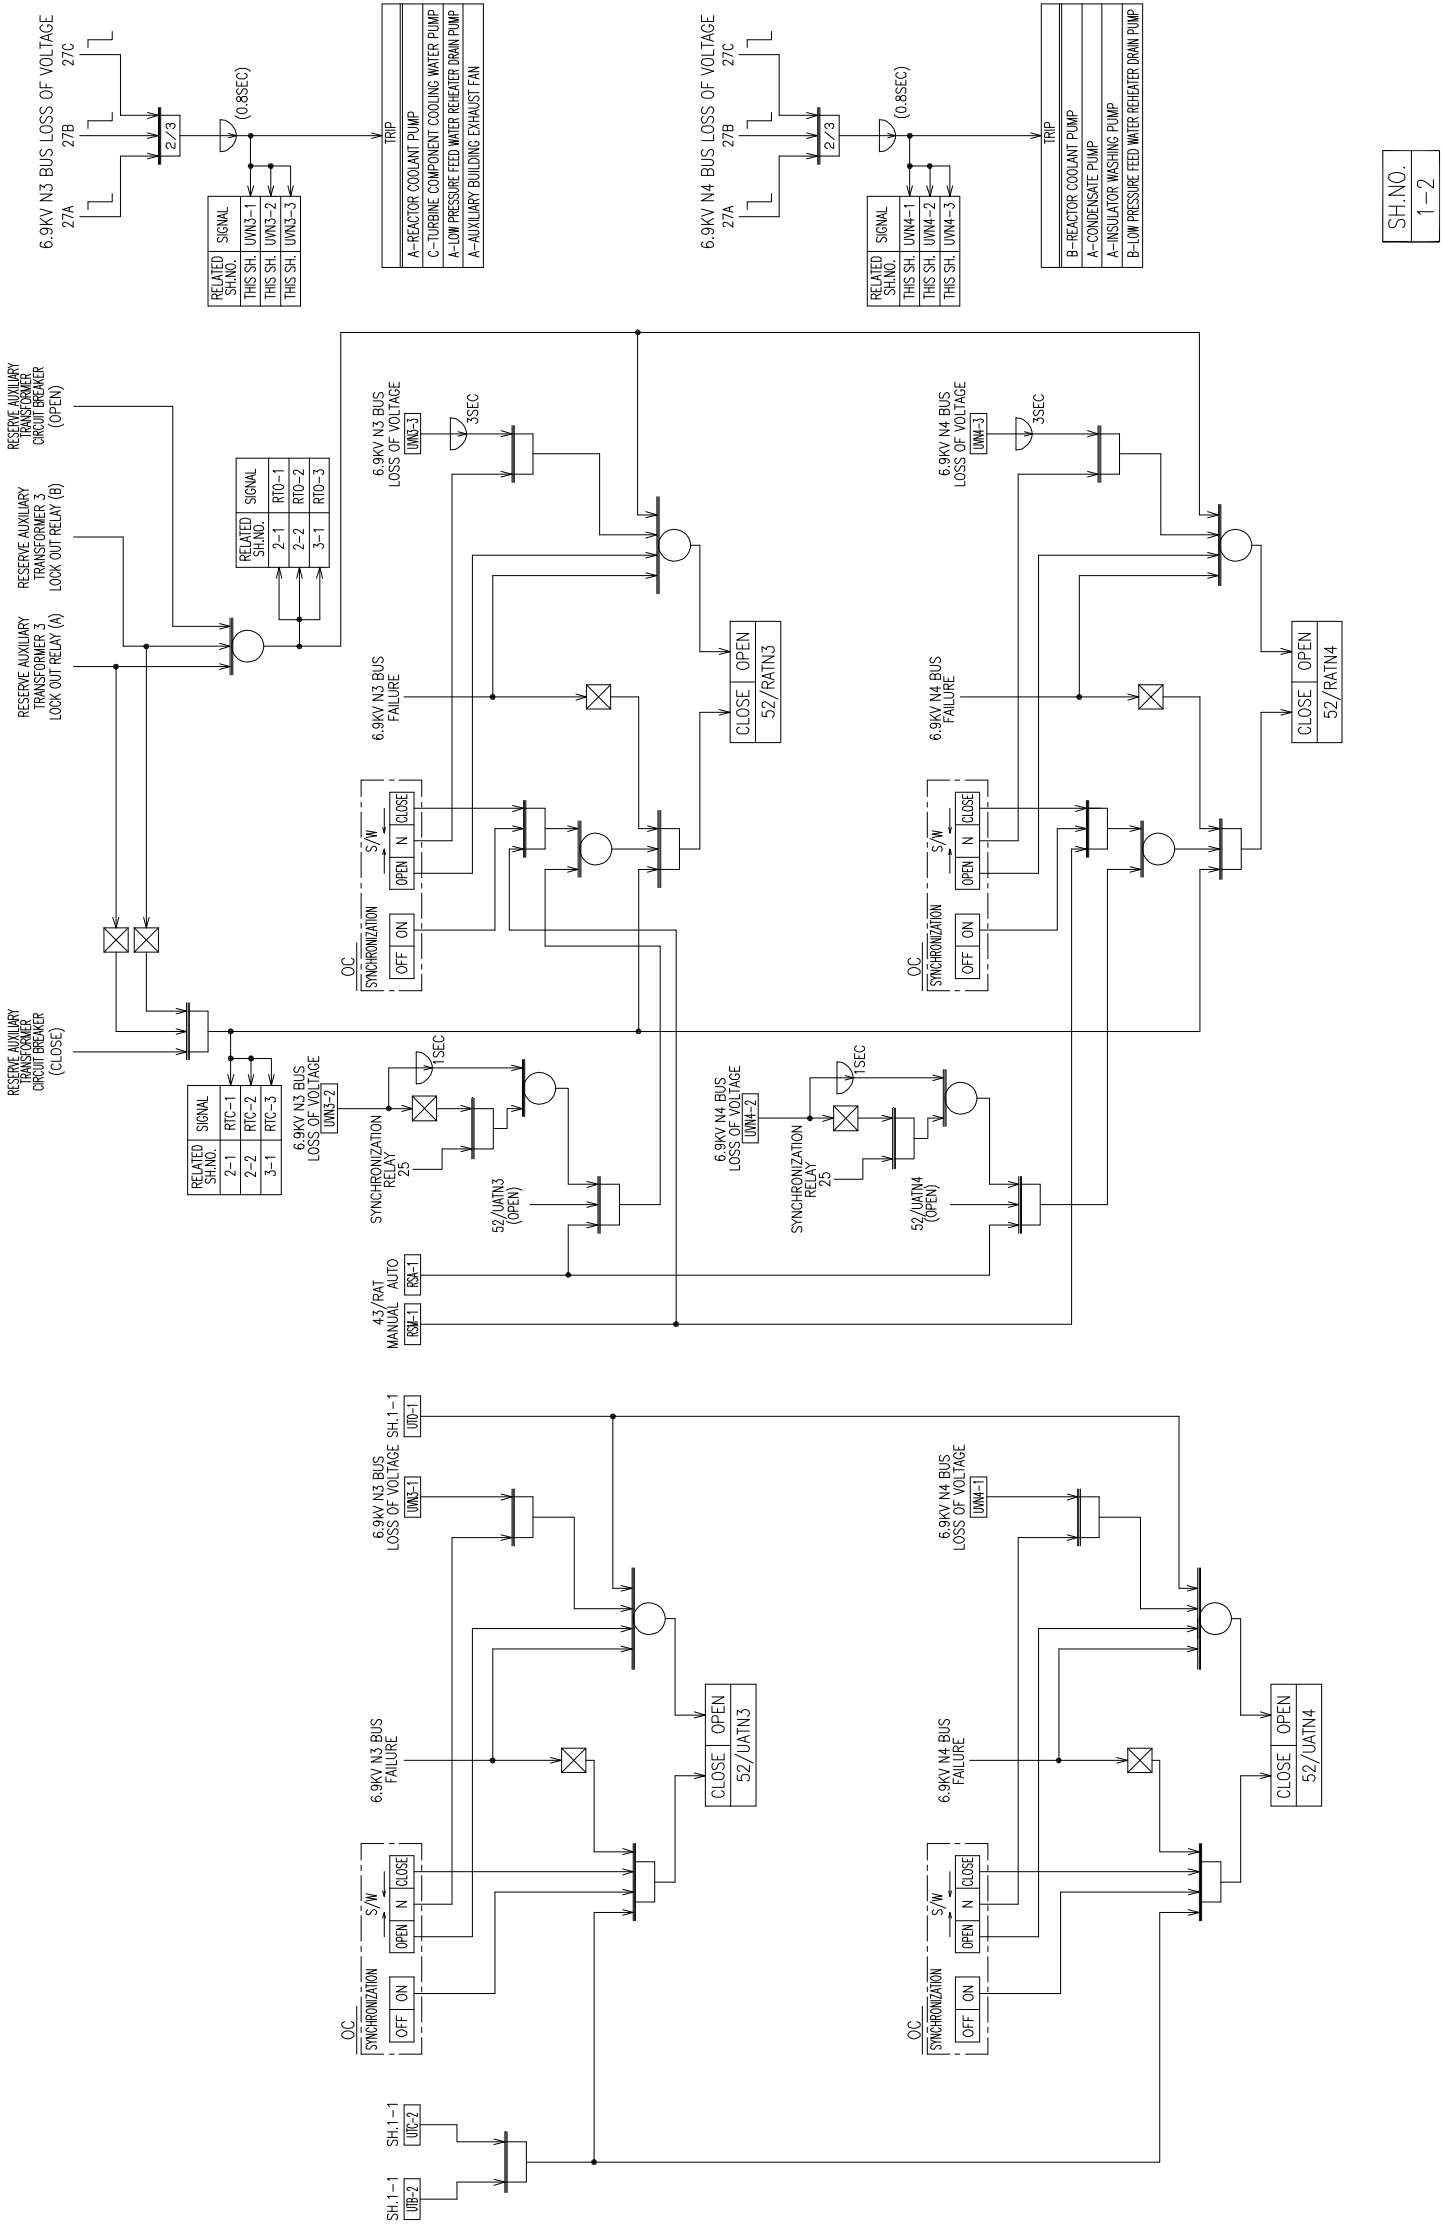 SH.1-1
UTB-2
SH.1-1
UTC-2
OC
SYNCHRONIZATION
OFF
ON
S/W
OPEN
N
CLOSE
6.9KV N3 BUS
FAILURE
6.9KV N3 BUS
LOSS OF VOLTAGE
UVN3-1
SH.1-1
UTO-1
CLOSE
OPEN
52/UATN3
OC
SYNCHRONIZATION
OFF
ON
S/W
OPEN
N
CLOSE
6.9KV N4 BUS
FAILURE
6.9KV N4 BUS
LOSS OF VOLTAGE
UVN4-1
CLOSE
OPEN
52/UATN4
43/RAT
MANUAL
AUTO
RSM-1
RSA-1
RESERVE AUXILIARY
TRANSFORMER
CIRCUIT BREAKER
(CLOSE)
RESERVE AUXILIARY
TRANSFORMER 3
LOCK OUT RELAY (A)
RESERVE AUXILIARY
TRANSFORMER 3
LOCK OUT RELAY (B)
RESERVE AUXILIARY
TRANSFORMER
CIRCUIT BREAKER
(OPEN)
RELATED
SH.NO.
SIGNAL
2-1
RTC-1
2-2
RTC-2
3-1
RTC-3
RELATED
SH.NO.
SIGNAL
2-1
RTO-1
2-2
RTO-2
3-1
RTO-3
6.9KV N3 BUS
LOSS OF VOLTAGE
UVN3-2
1SEC
SYNCHRONIZATION
RELAY
25
52/UATN3
(OPEN)
OC
SYNCHRONIZATION
OFF
ON
S/W
OPEN
N
CLOSE
6.9KV N3 BUS
FAILURE
6.9KV N3 BUS
LOSS OF VOLTAGE
UVN3-3
3SEC
CLOSE
OPEN
52/RATN3
6.9KV N4 BUS
LOSS OF VOLTAGE
UVN4-2
1SEC
SYNCHRONIZATION
RELAY
25
52/UATN4
(OPEN)
OC
SYNCHRONIZATION
OFF
ON
S/W
OPEN
N
CLOSE
6.9KV N4 BUS
FAILURE
6.9KV N4 BUS
LOSS OF VOLTAGE
UVN4-3
3SEC
CLOSE
OPEN
52/RATN4
6.9KV N3 BUS LOSS OF VOLTAGE
27A
27B
27C
2/3
(0.8SEC)
RELATED
SH.NO.
SIGNAL
THIS SH.
UVN3-1
THIS SH.
UVN3-2
THIS SH.
UVN3-3
TRIP
A-REACTOR COOLANT PUMP
C-TURBINE COMPONENT COOLING WATER PUMP
A-LOW PRESSURE FEED WATER REHEATER DRAIN PUMP
A-AUXILIARY BUILDING EXHAUST FAN
6.9KV N4 BUS LOSS OF VOLTAGE
27A
27B
27C
2/3
(0.8SEC)
RELATED
SH.NO.
SIGNAL
THIS SH.
UVN4-1
THIS SH.
UVN4-2
THIS SH.
UVN4-3
TRIP
B-REACTOR COOLANT PUMP
A-CONDENSATE PUMP
A-INSULATOR WASHING PUMP
B-LOW PRESSURE FEED WATER REHEATER DRAIN PUMP
SH.NO.
1-2